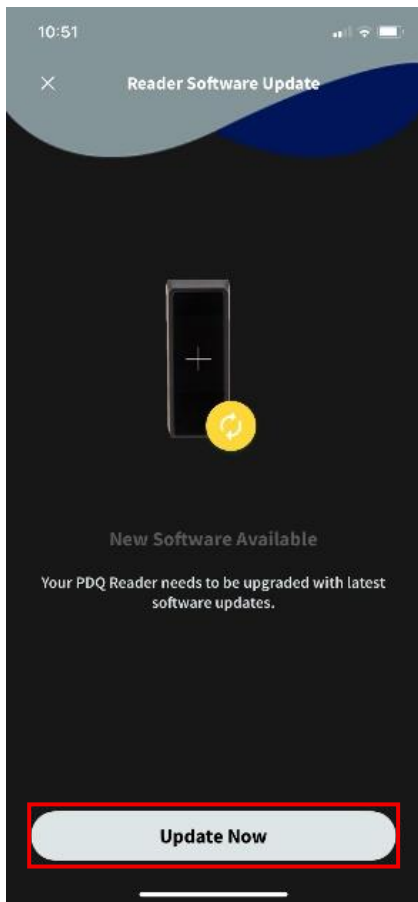 10:51
Reader Software Update
New Software Available
Your PDQ Reader needs to be upgraded with latest
software updates.
Update Now